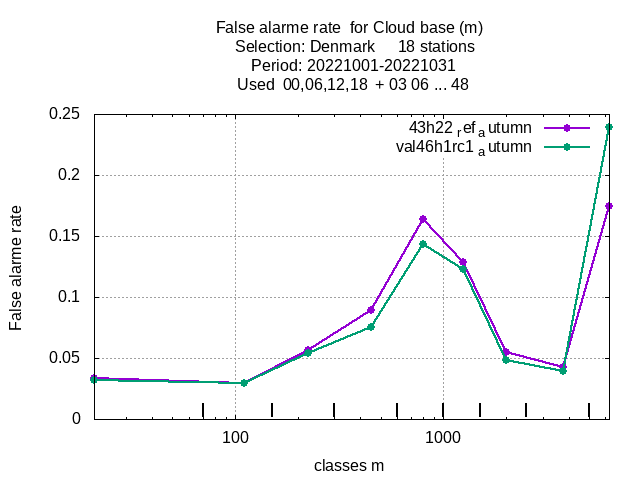 False alarme rate for Cloud base (m)
Selection: Denmark 18 stations
Period: 20221001-20221031
Used 00,06,12,18 + 03 06 ... 48
0.25
43h22 ref autumn
val46h1rc1 autumn
0.2
0.15
0.1
0.05
0
False alarme rate
100
1000
classes m